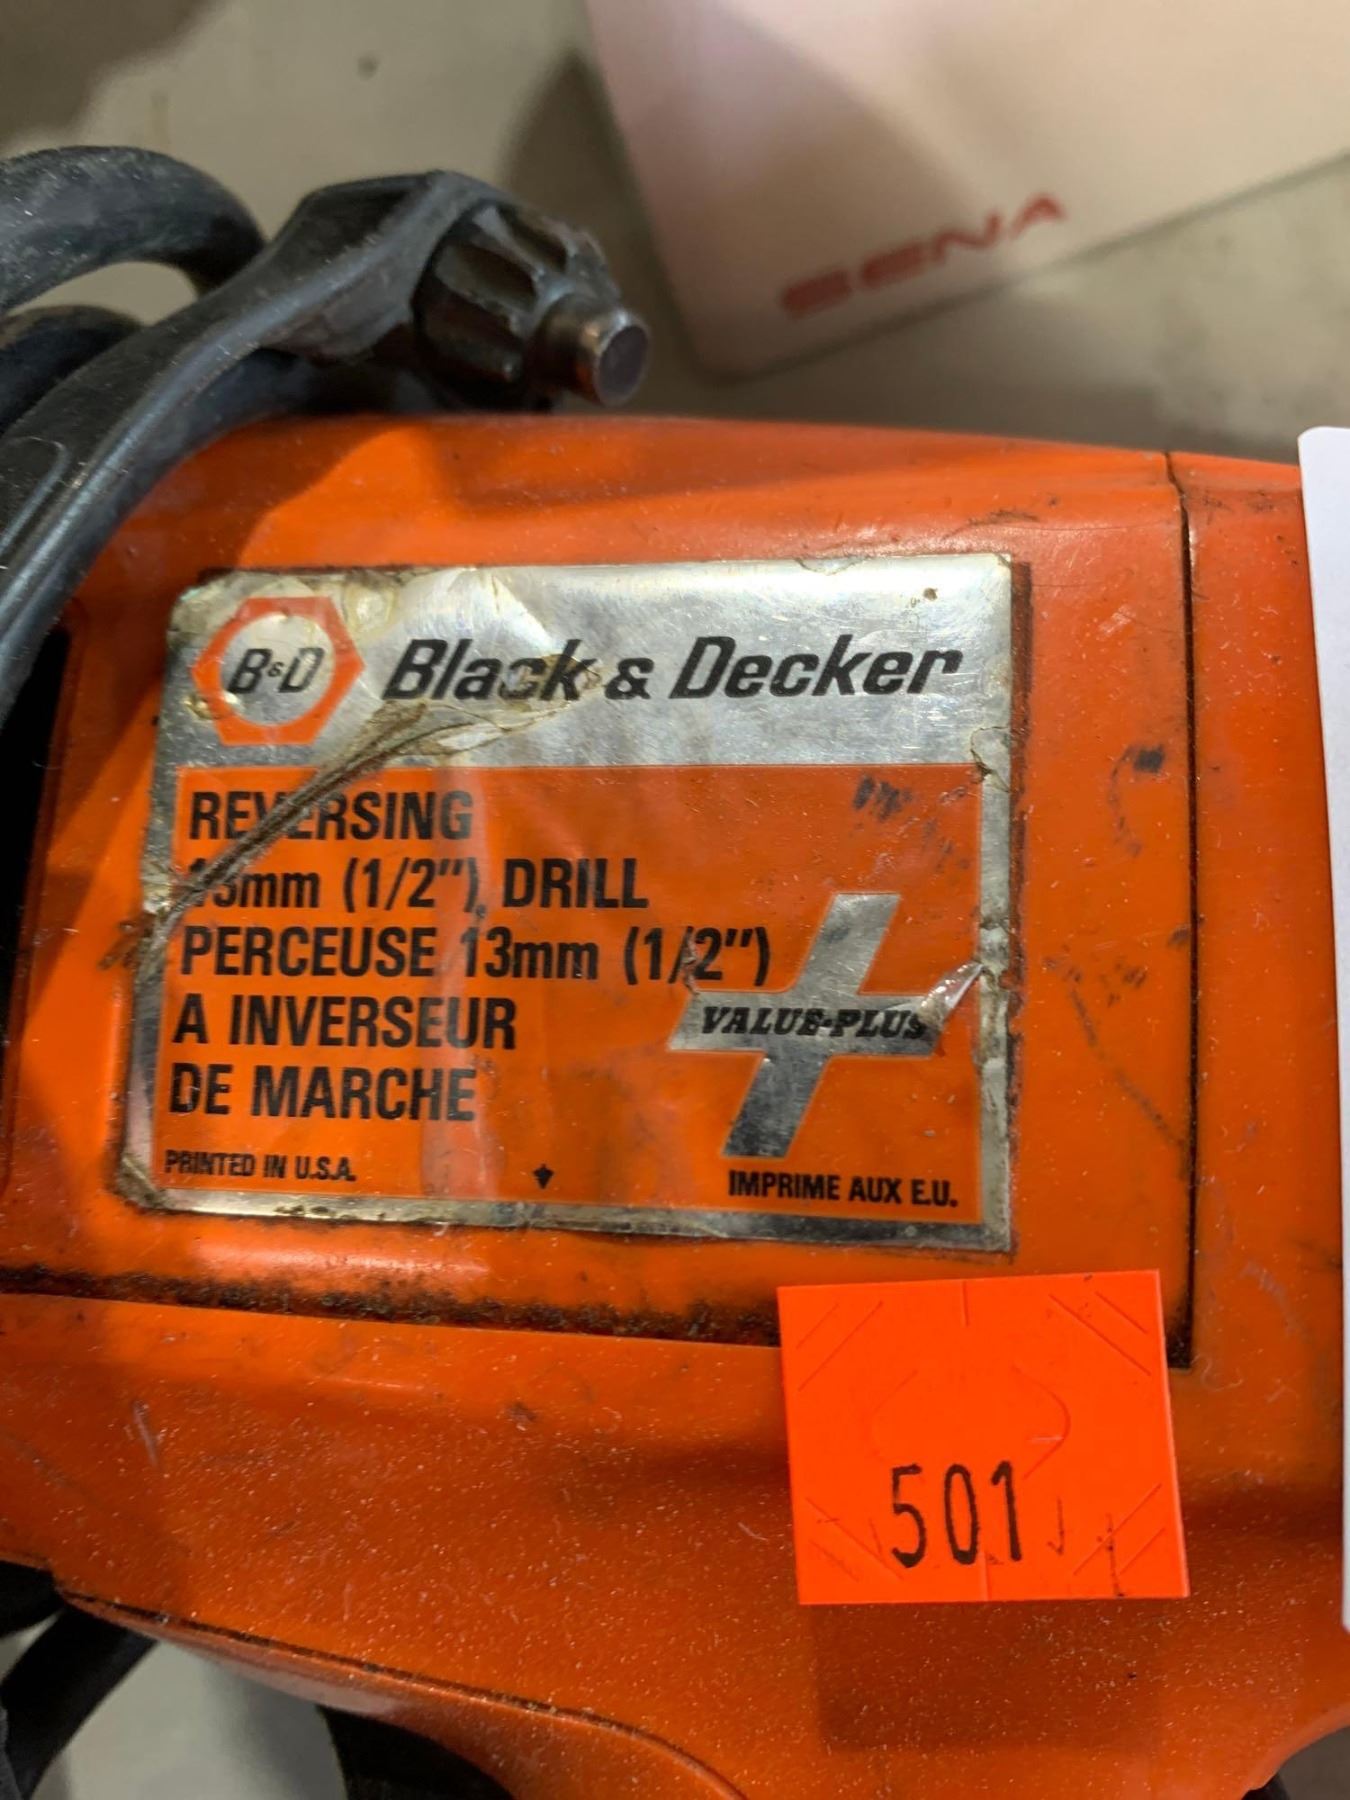 SENA
B&D Black & Decker
REVERSING
13mm (1/2") DRILL
PERCEUSE 13mm (1/2")
A INVERSEUR
DE MARCHE
VALUE-PLUS
PRINTED IN U.S.A.
IMPRIME AUX E.U.
501